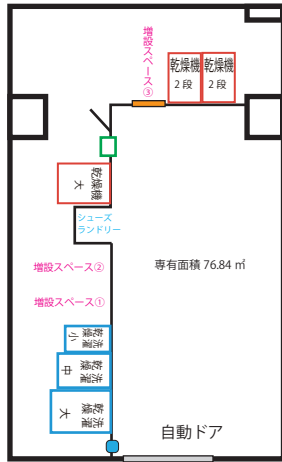 増設スペース③
乾燥機
2 段
乾燥機
2 段
乾燥機
大
シューズ
ランドリー
増設スペース②
専有面積 76.84 ㎡
増設スペース①
洗濯
乾燥
小
洗濯
乾燥
中
洗濯
乾燥
大
自動ドア